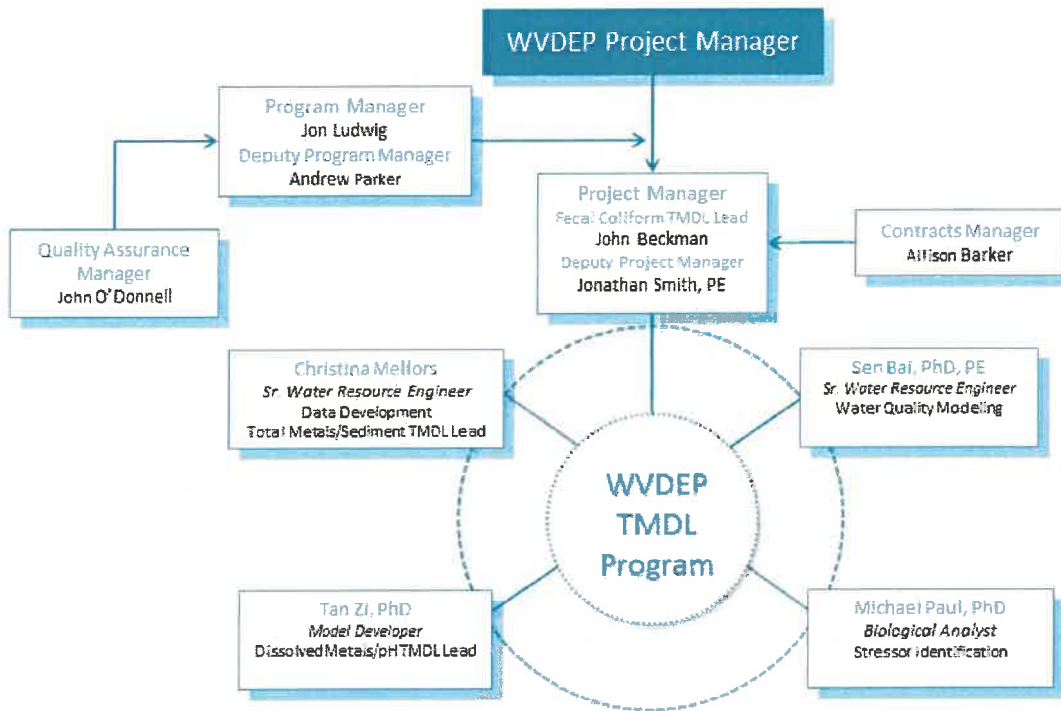 WVDEP Project Manager
Program Manager
Jon Ludwig
Deputy Program Manager
Andrew Parker
Project Manager
Fecal Coliform TMDL Lead
John Beckman
Deputy Project Manager
Jonathan Smith, PE
Contracts Manager
Allison Barker
Quality Assurance
Manager
John O'Donnell
Christina Mellors
Sr. Water Resource Engineer
Data Development
Total Metals/Sediment TMDL Lead
Sen Bai, PhD, PE
Sr. Water Resource Engineer
Water Quality Modeling
WVDEP
TMDL
Program
Tan Zi, PhD
Model Developer
Dissolved Metals/pH TMDL Lead
Michael Paul, PhD
Biological Analyst
Stressor Identification